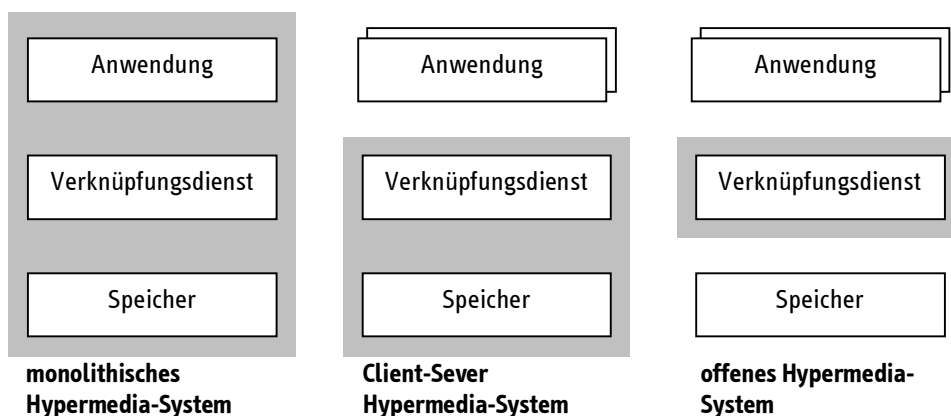 Anwendung
Anwendung
Anwendung
Verknüpfungsdienst
Verknüpfungsdienst
Verknüpfungsdienst
Speicher
Speicher
Speicher
monolithisches
Hypermedia-System
Client-Sever
Hypermedia-System
offenes Hypermedia-
System